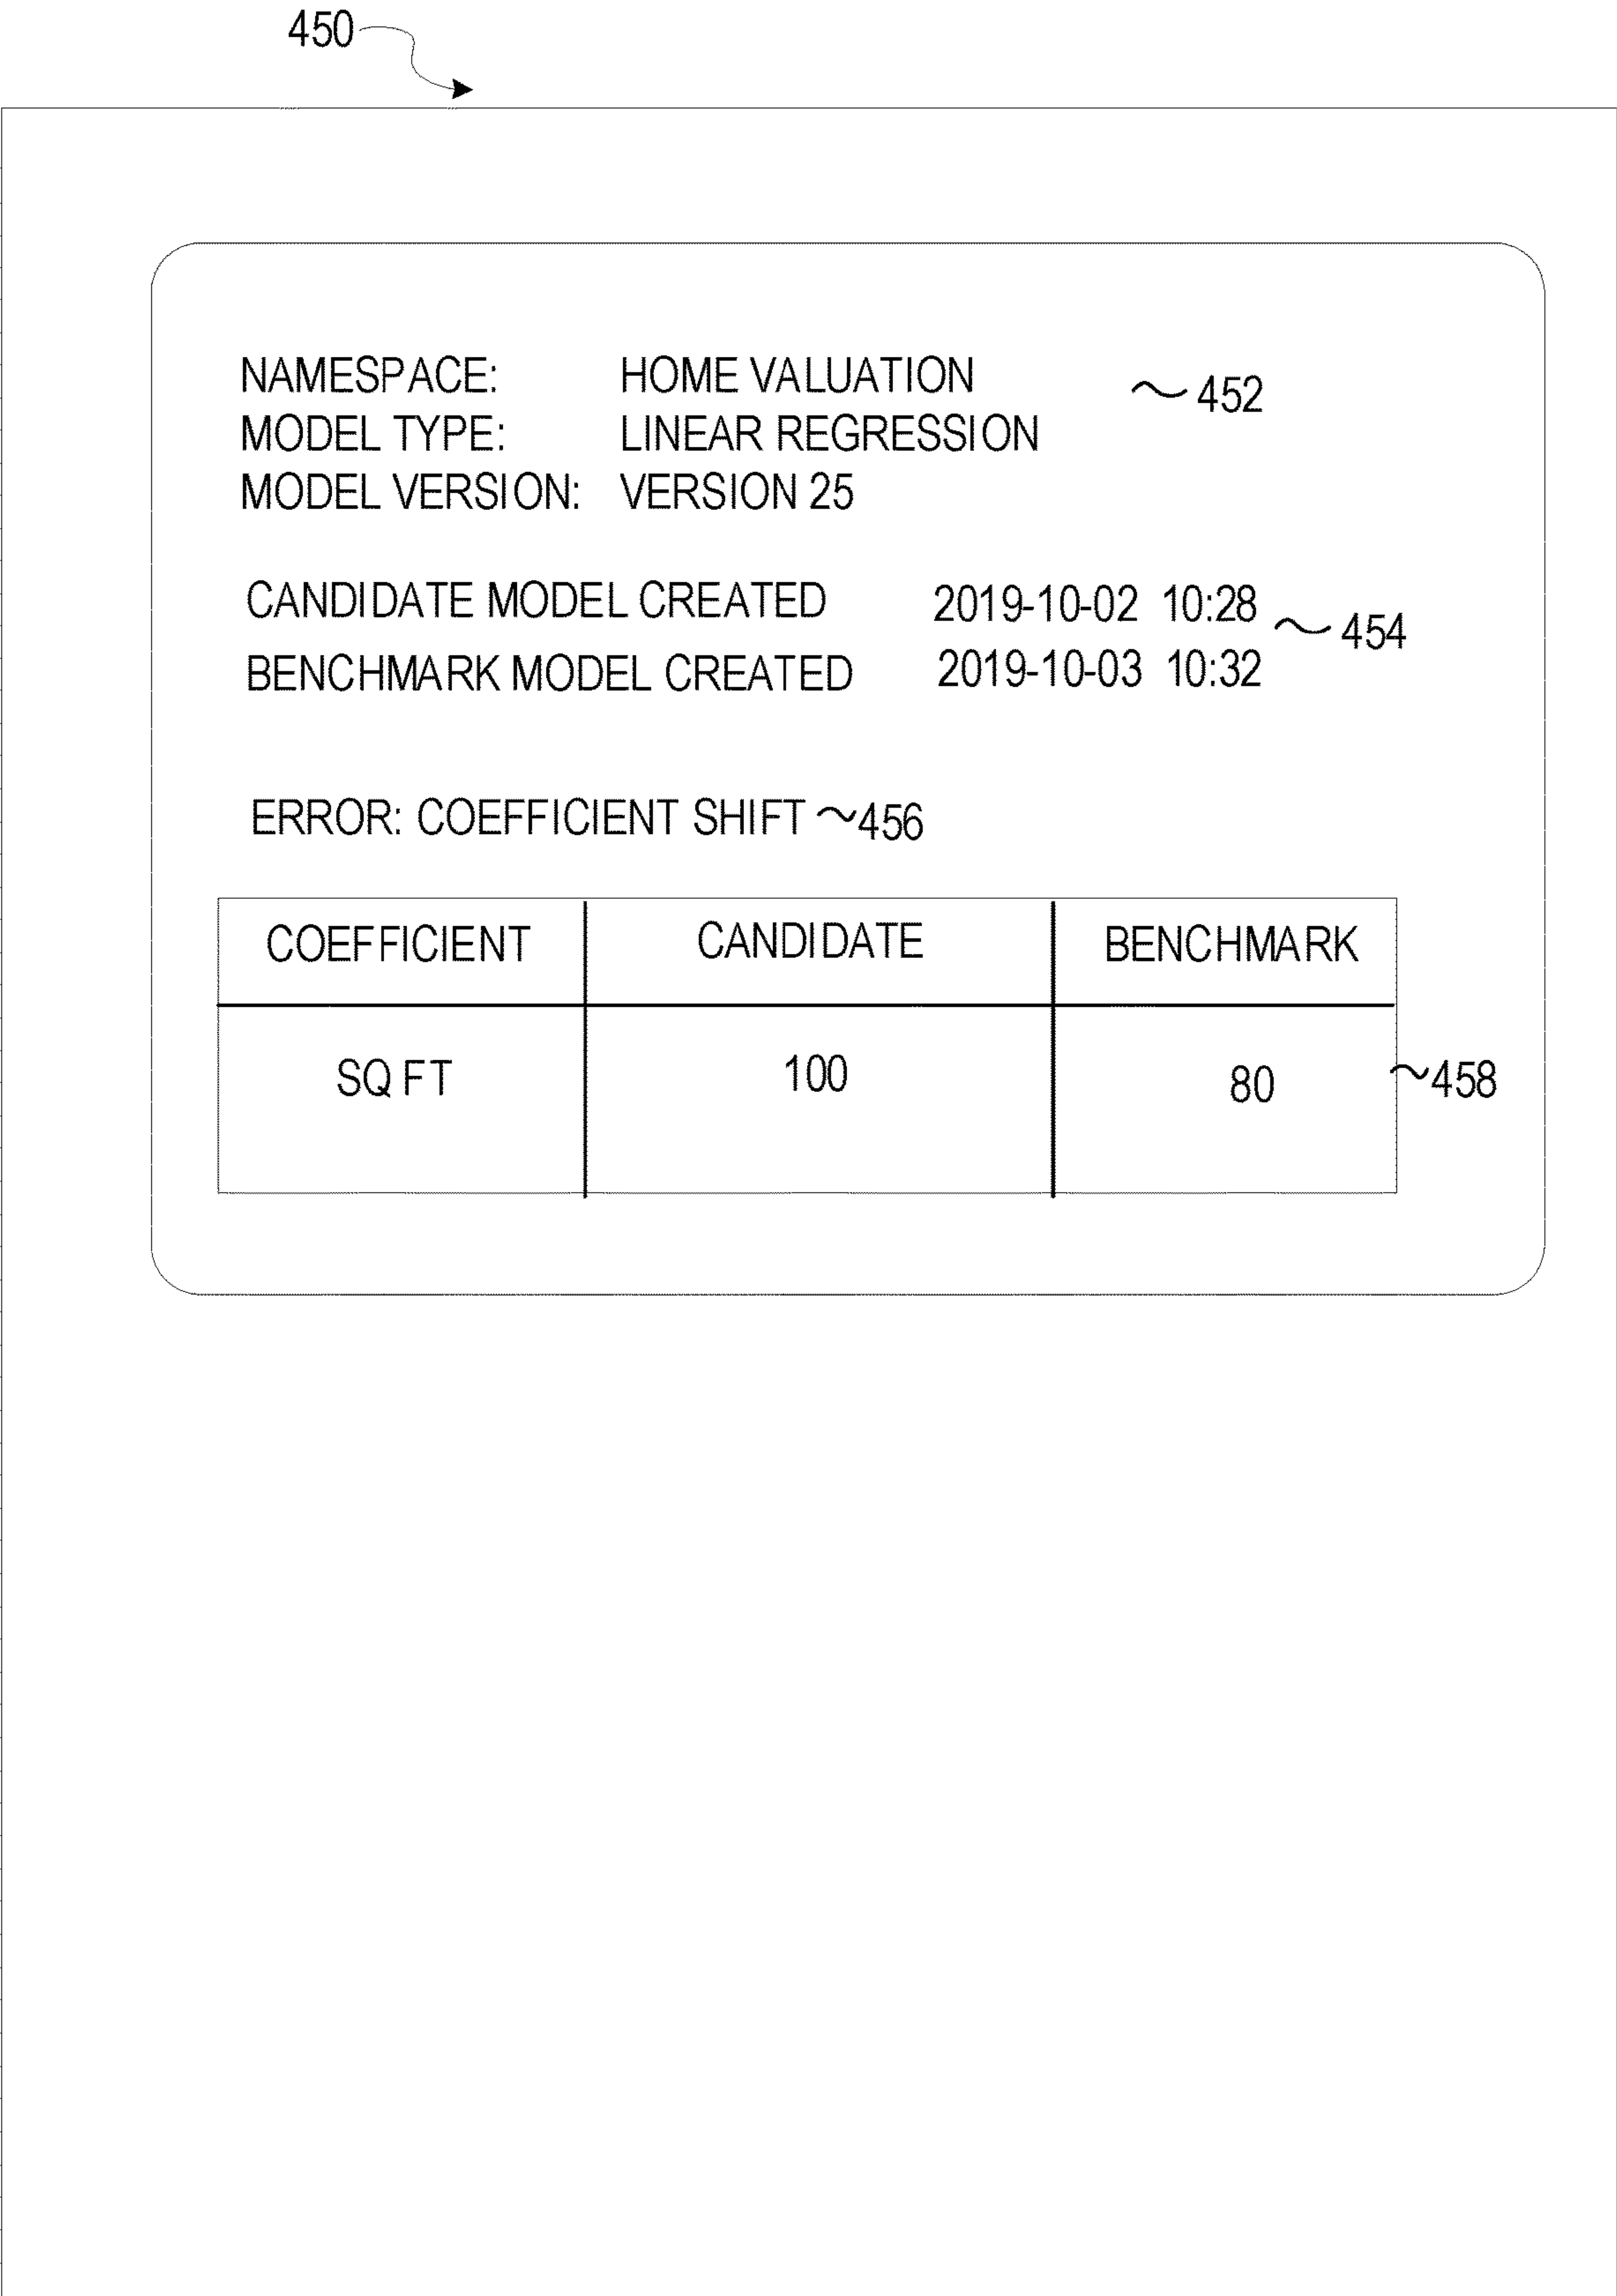 450
NAMESPACE: HOME VALUATION 452
MODEL TYPE: LINEAR REGRESSION
MODEL VERSION: VERSION 25
CANDIDATE MODEL CREATED 2019-10-02 10:28 454
BENCHMARK MODEL CREATED 2019-10-03 10:32
ERROR: COEFFICIENT SHIFT 456
COEFFICIENT CANDIDATE BENCHMARK
SQ FT 100 80 458